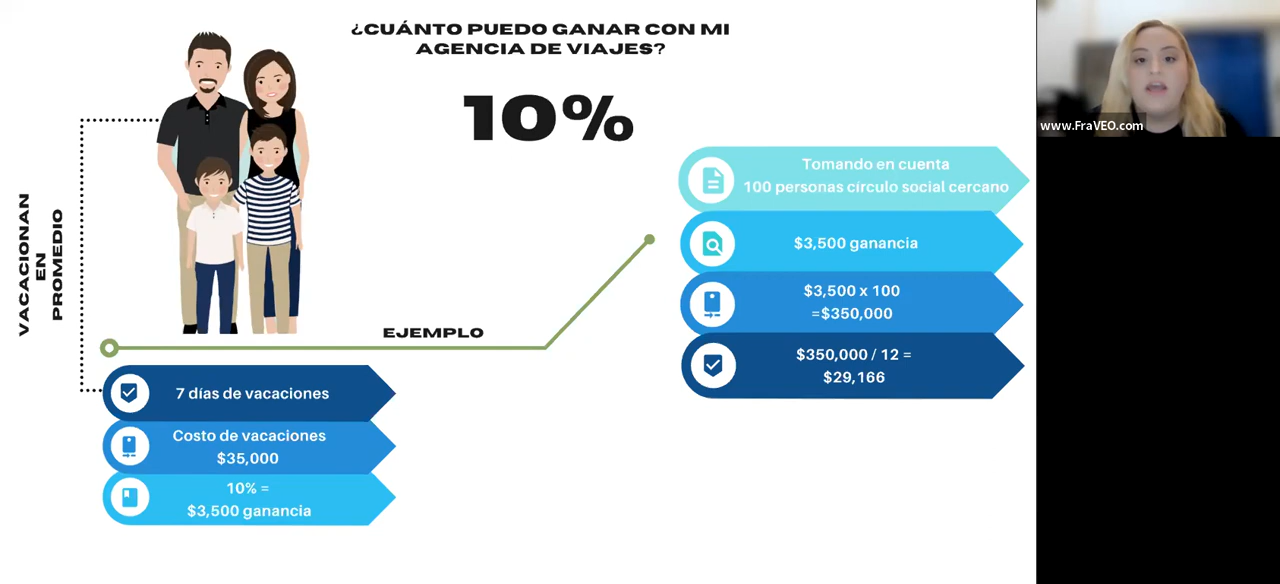 ¿CUÁNTO PUEDO GANAR CON MI
AGENCIA DE VIAJES?
10%
www.FraVEO.com
VACACIONAN
EN
PROMEDIO
EJEMPLO
7 días de vacaciones
Costo de vacaciones
$35,000
10% =
$3,500 ganancia
Tomando en cuenta
100 personas círculo social cercano
$3,500 ganancia
$3,500 x 100
=$350,000
$350,000 / 12 =
$29,166